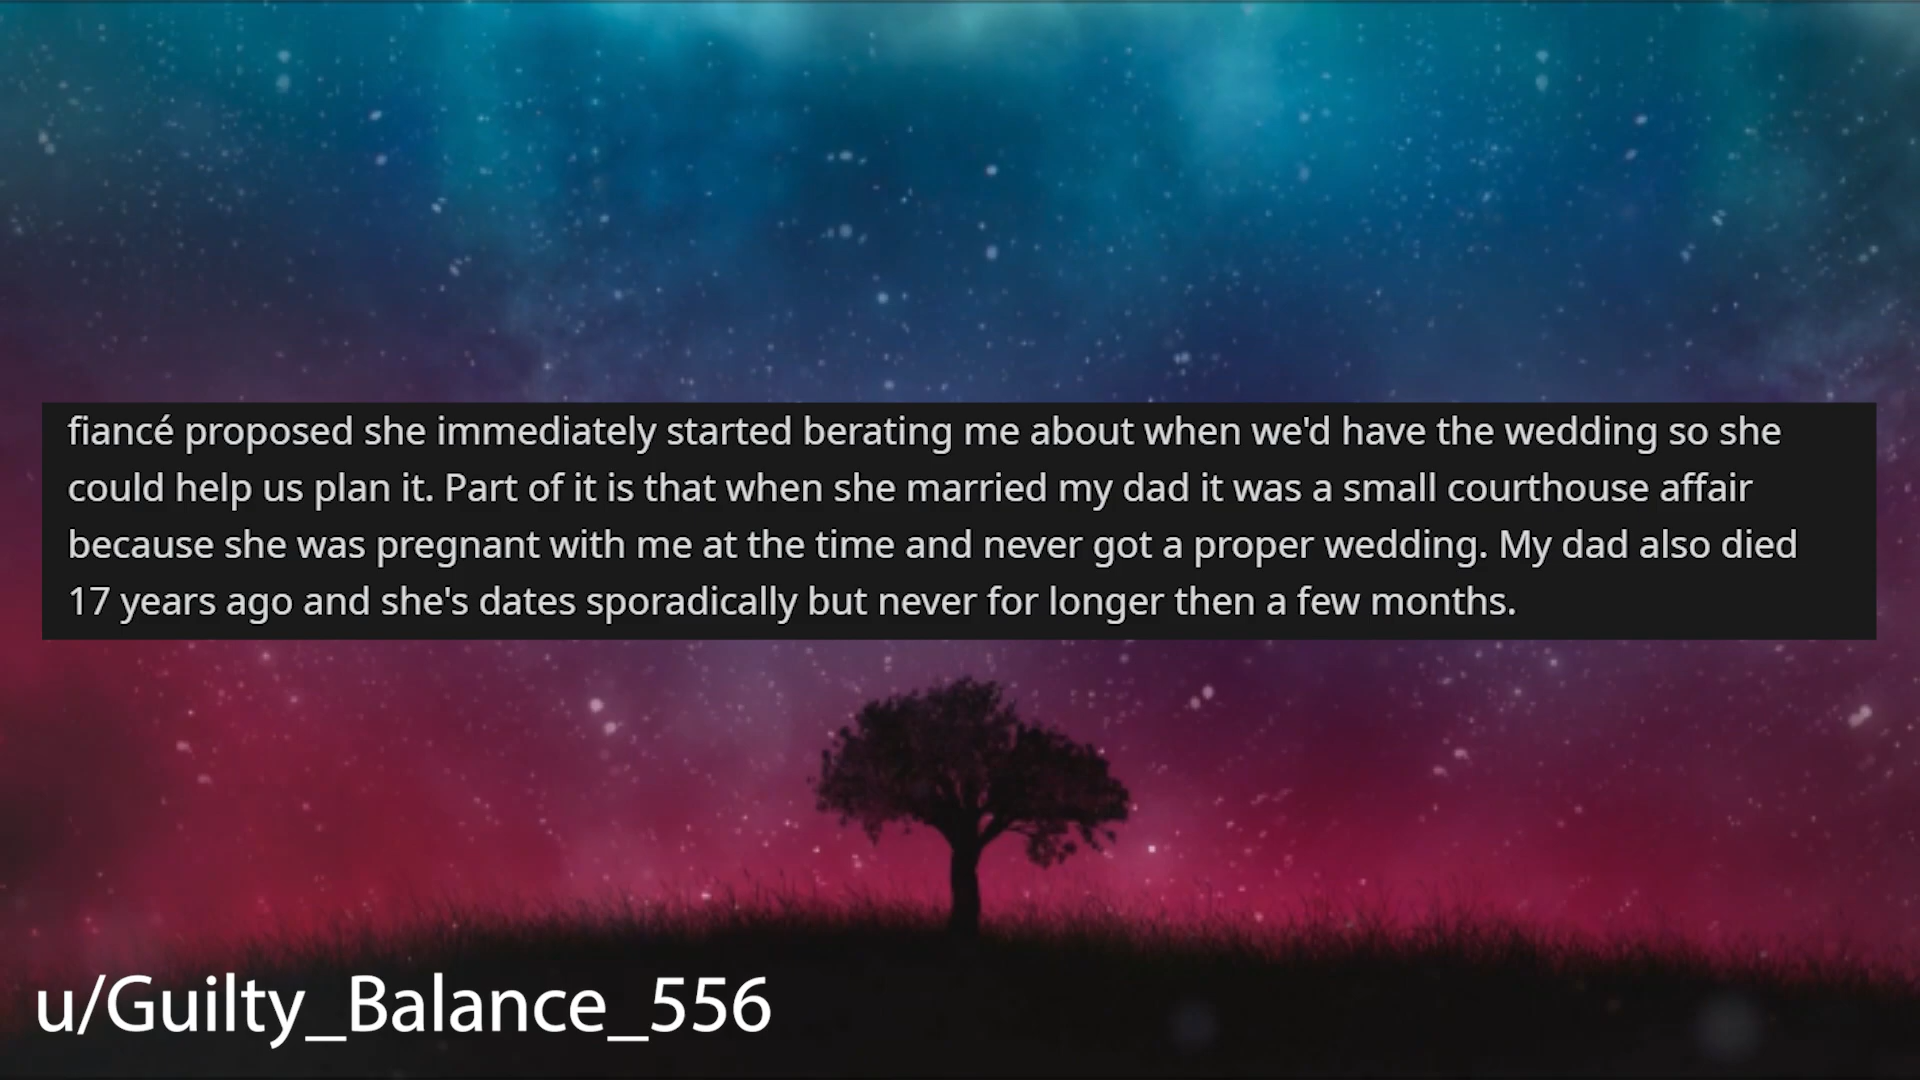 fiancé proposed she immediately started berating me about when we'd have the wedding so she
could help us plan it. Part of it is that when she married my dad it was a small courthouse affair
because she was pregnant with me at the time and never got a proper wedding. My dad also died
17 years ago and she's dates sporadically but never for longer then a few months.
u/Guilty_Balance_556